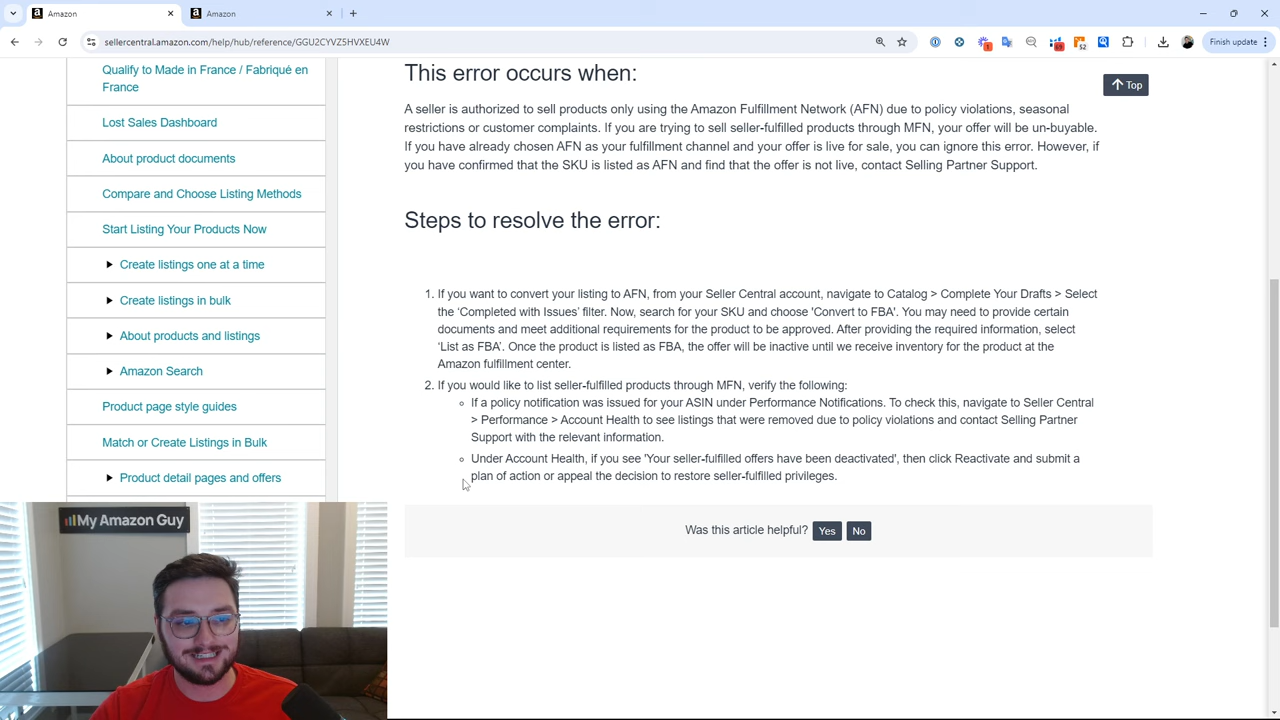 Amazon
Amazon
sellercentral.amazon.com/help/hub/reference/GGU2CYVZ5HVXEU4W
Finish update
Qualify to Made in France / Fabriqué en
France
Lost Sales Dashboard
About product documents
Compare and Choose Listing Methods
Start Listing Your Products Now
Create listings one at a time
Create listings in bulk
About products and listings
Amazon Search
Product page style guides
Match or Create Listings in Bulk
Product detail pages and offers
This error occurs when:
Top
A seller is authorized to sell products only using the Amazon Fulfillment Network (AFN) due to policy violations, seasonal
restrictions or customer complaints. If you are trying to sell seller-fulfilled products through MFN, your offer will be un-buyable.
If you have already chosen AFN as your fulfillment channel and your offer is live for sale, you can ignore this error. However, if
you have confirmed that the SKU is listed as AFN and find that the offer is not live, contact Selling Partner Support.
Steps to resolve the error:
1. If you want to convert your listing to AFN, from your Seller Central account, navigate to Catalog > Complete Your Drafts > Select
the ‘Completed with Issues’ filter. Now, search for your SKU and choose 'Convert to FBA'. You may need to provide certain
documents and meet additional requirements for the product to be approved. After providing the required information, select
‘List as FBA’. Once the product is listed as FBA, the offer will be inactive until we receive inventory for the product at the
Amazon fulfillment center.
2. If you would like to list seller-fulfilled products through MFN, verify the following:
If a policy notification was issued for your ASIN under Performance Notifications. To check this, navigate to Seller Central
> Performance > Account Health to see listings that were removed due to policy violations and contact Selling Partner
Support with the relevant information.
Under Account Health, if you see 'Your seller-fulfilled offers have been deactivated', then click Reactivate and submit a
plan of action or appeal the decision to restore seller-fulfilled privileges.
Was this article helpful? Yes No
My Amazon Guy